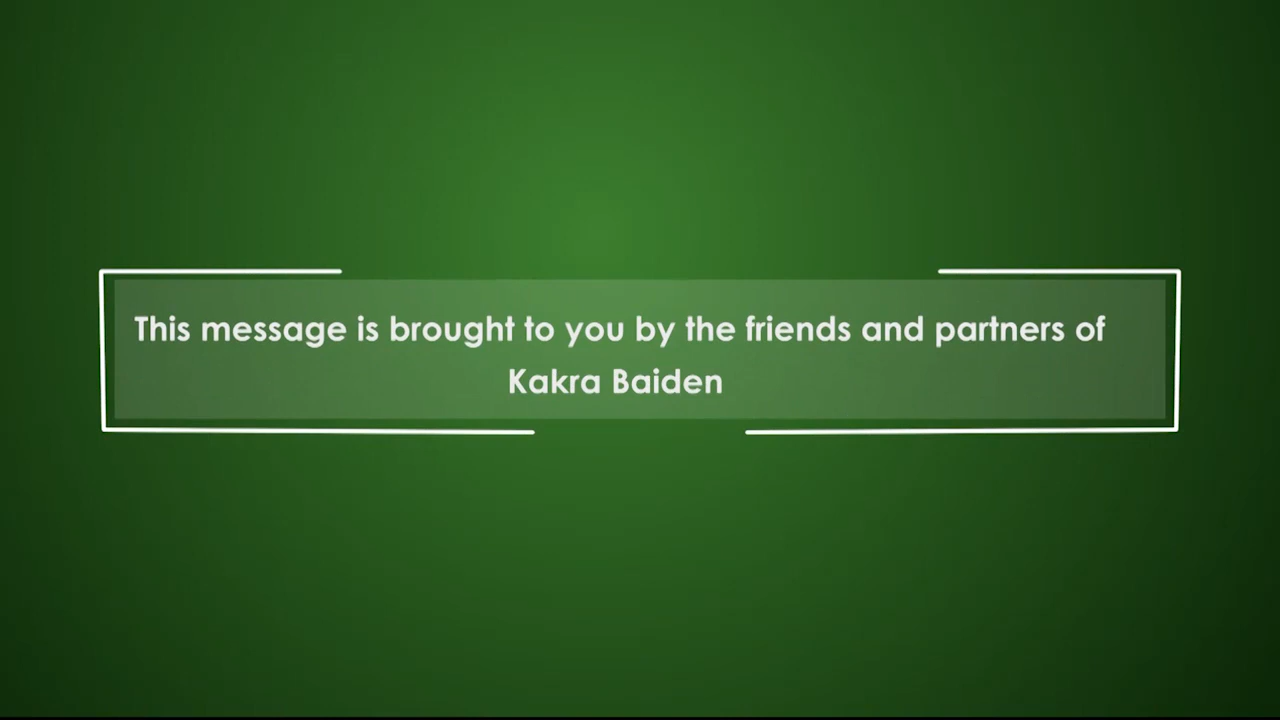 This message is brought to you by the friends and partners of
Kakra Baiden